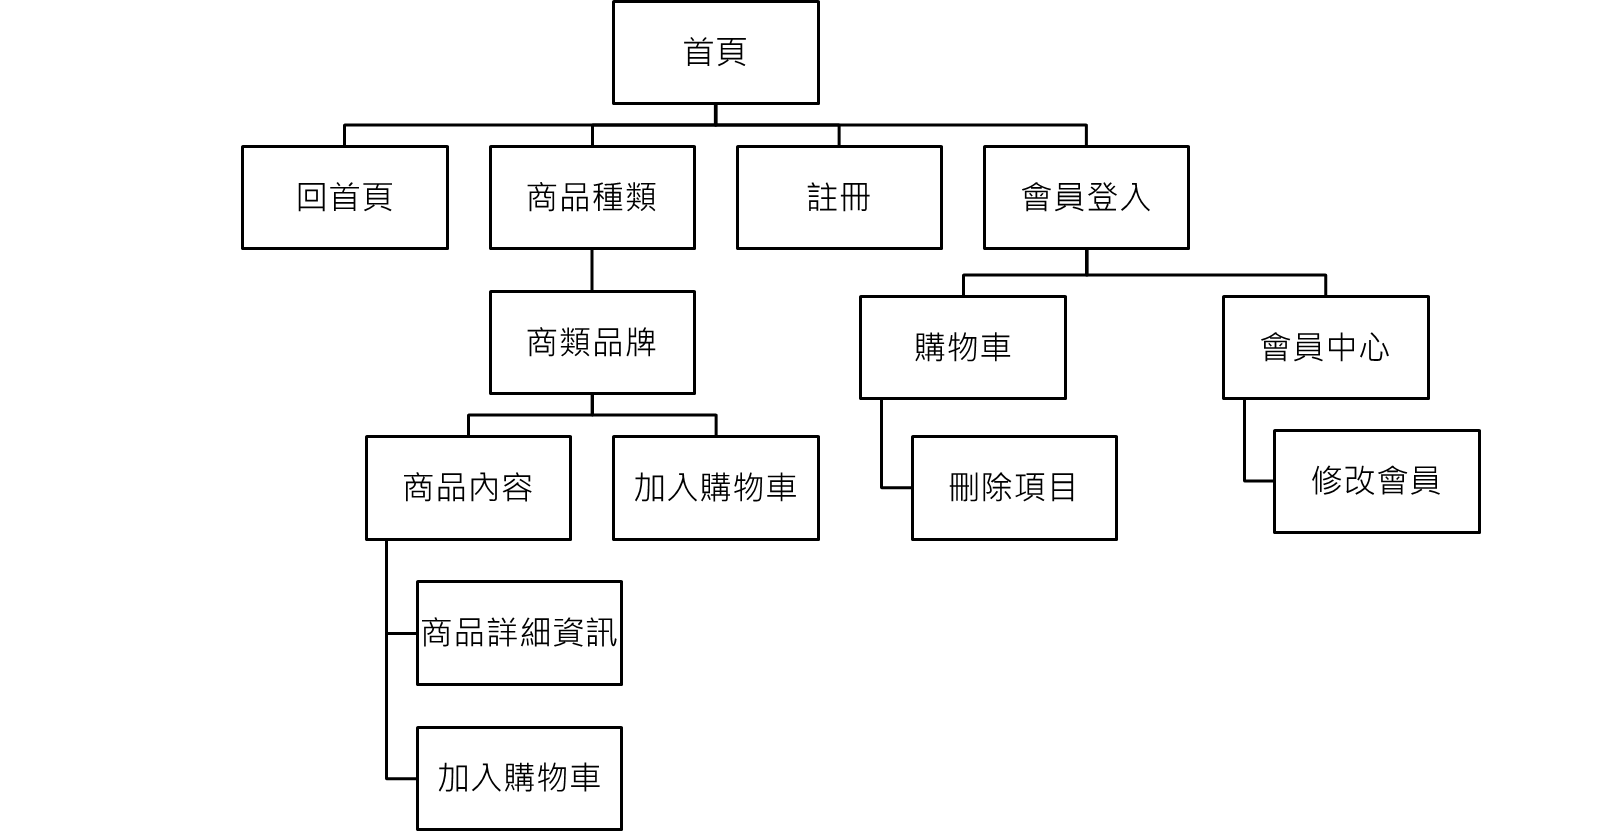 首頁
回首頁
商品種類
註冊
會員登入
商類品牌
購物車
會員中心
商品內容
加入購物車
刪除項目
修改會員
商品詳細資訊
加入購物車